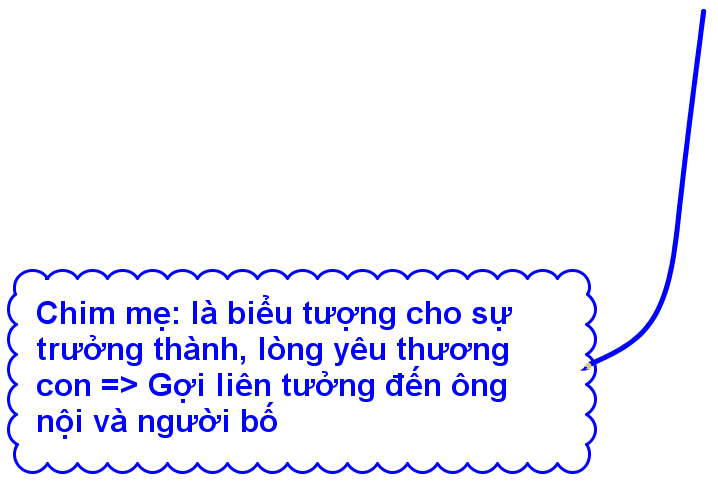 Chim mẹ: là biểu tượng cho sự
trưởng thành, lòng yêu thương
con => Gợi liên tưởng đến ông
nội và người bố